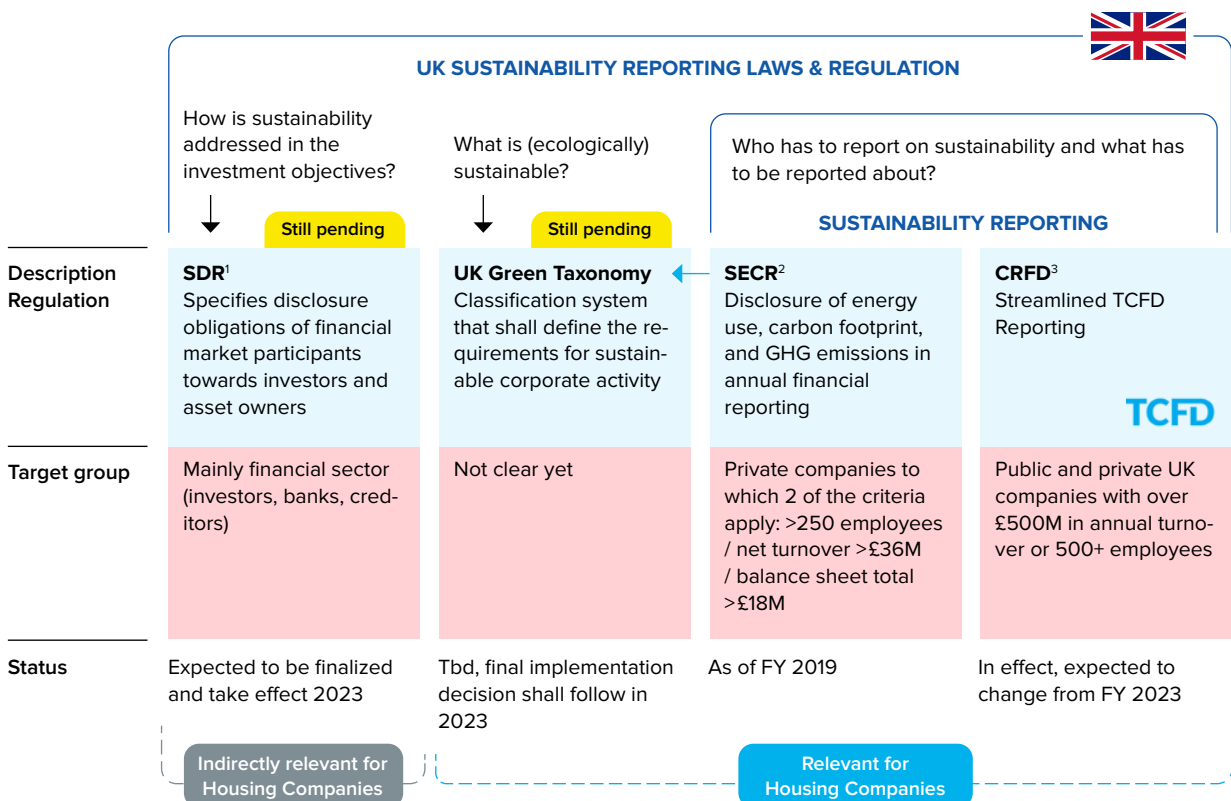 UK SUSTAINABILITY REPORTING LAWS & REGULATION
How is sustainability
addressed in the
investment objectives?
What is (ecologically)
sustainable?
Who has to report on sustainability and what has
to be reported about?
Still pending
Still pending
SUSTAINABILITY REPORTING
Description
Regulation
SDR¹
Specifies disclosure
obligations of financial
market participants
towards investors and
asset owners
UK Green Taxonomy
Classification system
that shall define the re-
quirements for sustain-
able corporate activity
SECR²
Disclosure of energy
use, carbon footprint,
and GHG emissions in
annual financial
reporting
CRFD³
Streamlined TCFD
Reporting
TCFD
Target group
Mainly financial sector
(investors, banks, cred-
itors)
Not clear yet
Private companies to
which 2 of the criteria
apply: >250 employees
/ net turnover >£36M
/ balance sheet total
>£18M
Public and private UK
companies with over
£500M in annual turno-
ver or 500+ employees
Status
Expected to be finalized
and take effect 2023
Tbd, final implementation
decision shall follow in
2023
As of FY 2019
In effect, expected to
change from FY 2023
Indirectly relevant for
Housing Companies
Relevant for
Housing Companies